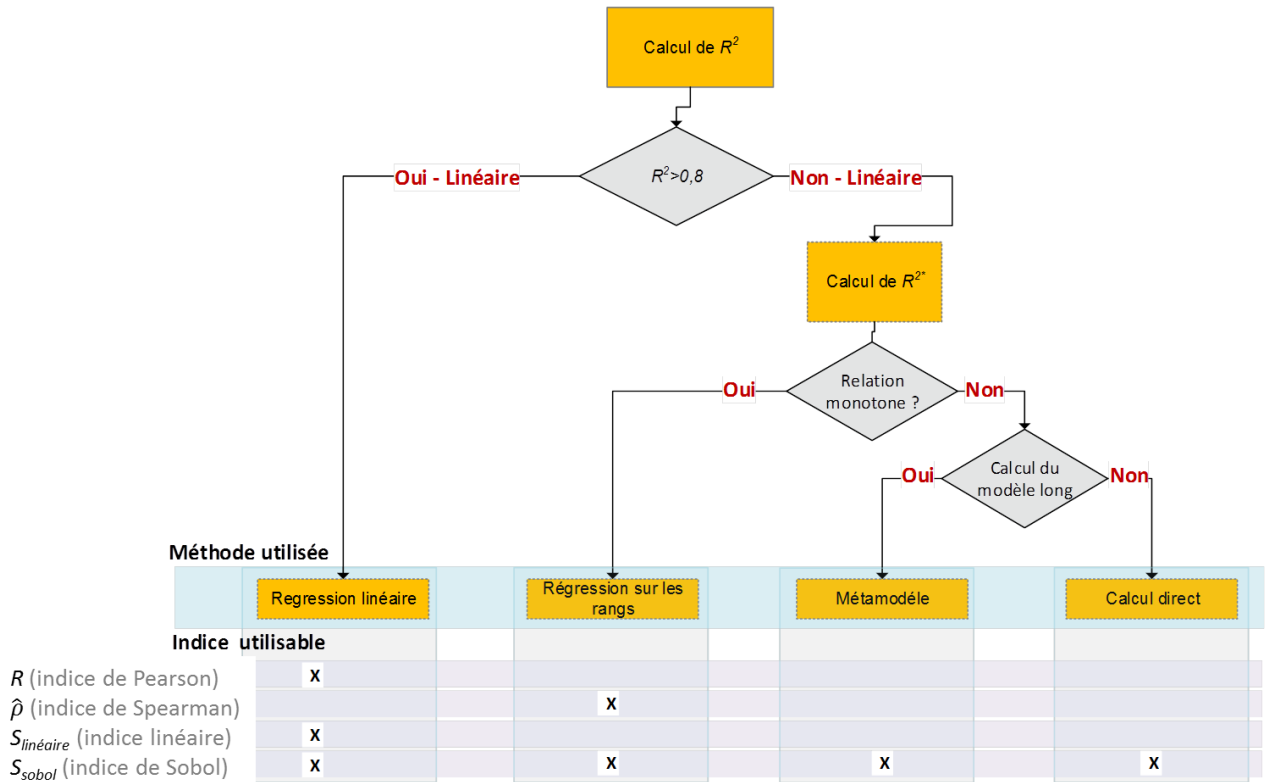 Calcul de R²
R²>0,8
Oui - Linéaire
Non - Linéaire
Calcul de R²*
Relation
monotone ?
Oui
Non
Calcul du
modèle long
Oui
Non
Méthode utilisée
Regression linéaire
Régression sur les
rangs
Métamodéle
Calcul direct
Indice utilisable
R (indice de Pearson) X
ρ̂ (indice de Spearman) X
Slinéaire (indice linéaire) X
Ssobol (indice de Sobol) X X X X